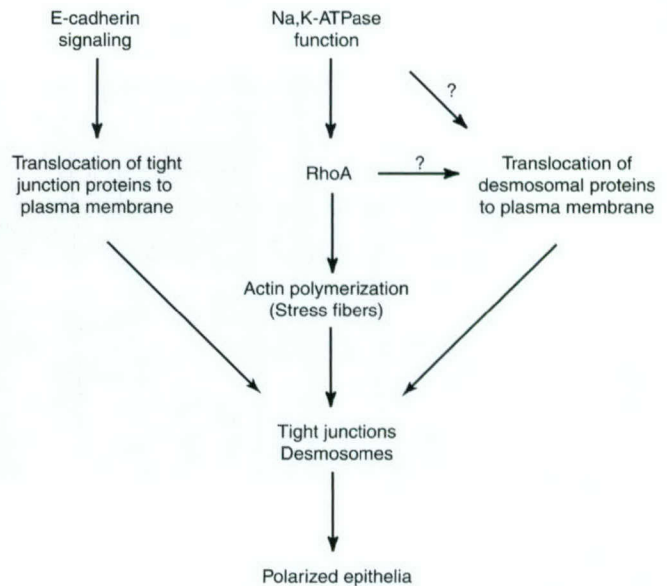 E-cadherin
signaling
Na,K-ATPase
function
?
Translocation of tight
junction proteins to
plasma membrane
RhoA
?
Translocation of
desmosomal proteins
to plasma membrane
Actin polymerization
(Stress fibers)
Tight junctions
Desmosomes
Polarized epithelia